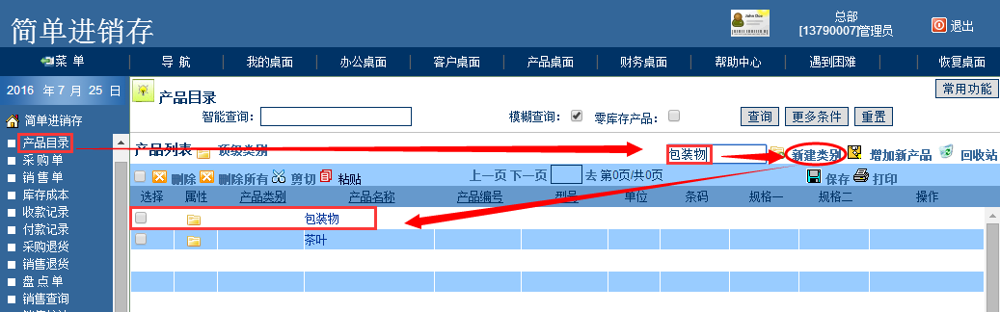 简单进销存
John Doe
总部
[13790007]管理员
退出
菜 单 导 航 我的桌面 办公桌面 客户桌面 产品桌面 财务桌面 帮助中心 遇到困难 恢复桌面
2016 年 7 月 25 日
简单进销存
产品目录
采 购 单
销 售 单
库存成本
收款记录
付款记录
采购退货
销售退货
盘 点 单
销售查询
产品目录
常用功能
智能查询： 模糊查询： 零库存产品： 查询 更多条件 重置
产品列表 顶级类别 包装物 新建类别 增加新产品 回收站
删除 删除所有 剪切 粘贴 上一页 下一页 去 第0页/共0页 保存 打印
选择 属性 产品类别 产品名称 产品编号 型号 单位 条码 规格一 规格二 操作
包装物
茶叶